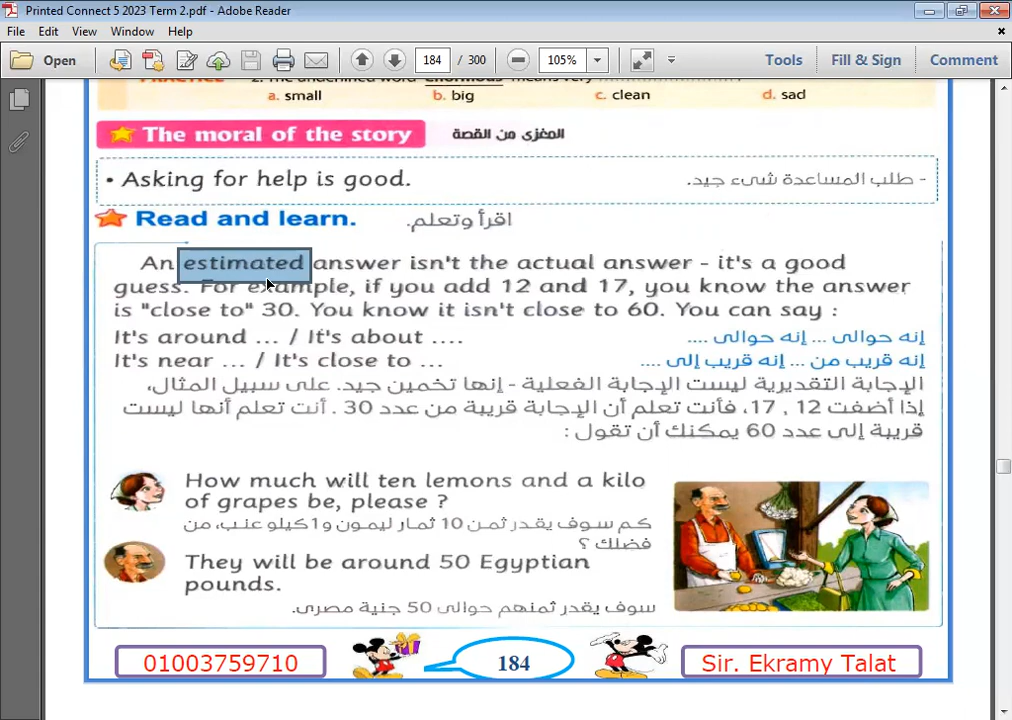 Printed Connect 5 2023 Term 2.pdf - Adobe Reader
File Edit View Window Help
Open 184 / 300 105% Tools Fill & Sign Comment
PRACTICE 2. The underlined word "enormous" means very
a. small b. big c. clean d. sad
The moral of the story المغزى من القصة
• Asking for help is good. - طلب المساعدة شىء جيد.
Read and learn. اقرأ وتعلم.
An estimated answer isn't the actual answer - it's a good
guess. For example, if you add 12 and 17, you know the answer
is "close to" 30. You know it isn't close to 60. You can say :
It's around ... / It's about .... إنه حوالى ... إنه حوالى ....
It's near ... / It's close to ... إنه قريب من ... إنه قريب إلى ....
الإجابة التقديرية ليست الإجابة الفعلية - إنها تخمين جيد. على سبيل المثال،
إذا أضفت 12 , 17، فأنت تعلم أن الإجابة قريبة من عدد 30 . أنت تعلم أنها ليست
قريبة إلى عدد 60 يمكنك أن تقول :
How much will ten lemons and a kilo
of grapes be, please ?
كم سوف يقدر ثمن 10 ثمار ليمون و1كيلو عنب، من
فضلك ؟
They will be around 50 Egyptian
pounds.
سوف يقدر ثمنهم حوالى 50 جنية مصرى.
01003759710 184 Sir. Ekramy Talat